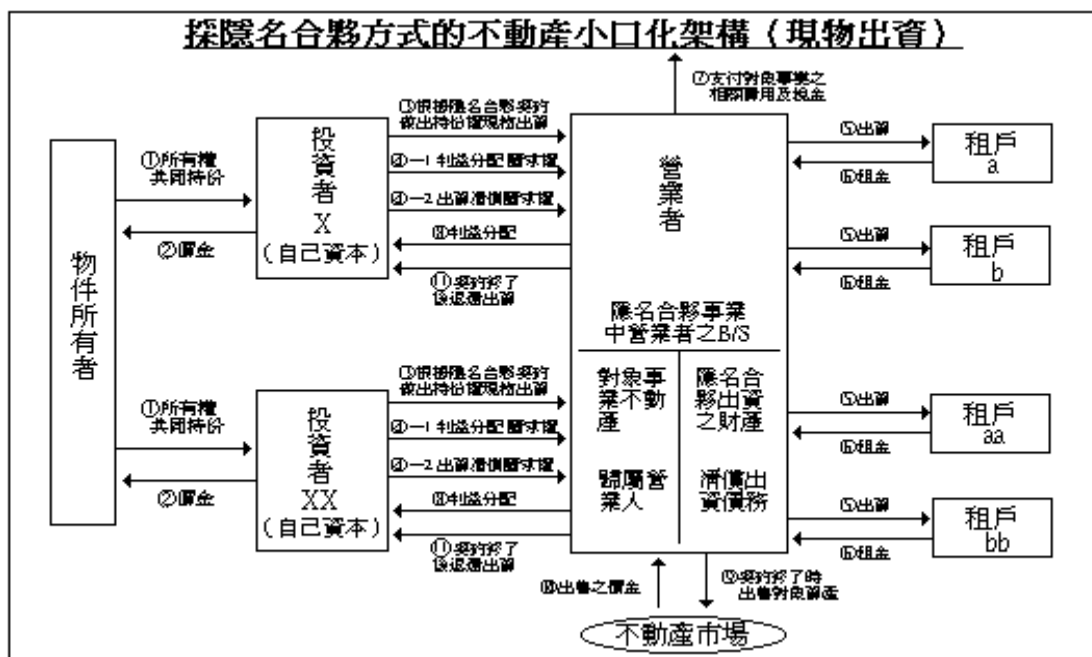 採隱名合夥方式的不動產小口化架構（現物出資）
⑦支付對象事業之
相關費用及稅金
物件所有者
①所有權
共同持份
②價金
投資者
X
（自己資本）
③根據隱名合夥契約
做出持份權現物出資
④—1 利益分配請求權
④—2 出資清償請求權
⑧利益分配
⑪契約終了
後返還出資
營業者
隱名合夥事業
中營業者之B/S
對象事
業不動
產
歸屬營
業人
隱名合
夥出資
之財產
清償出
資債務
⑤出資
⑥租金
租戶
a
⑤出資
⑥租金
租戶
b
①所有權
共同持份
②價金
投資者
XX
（自己資本）
③根據隱名合夥契約
做出持份權現物出資
④—1 利益分配請求權
④—2 出資清償請求權
⑧利益分配
⑪契約終了
後返還出資
⑤出資
⑥租金
租戶
aa
⑤出資
⑥租金
租戶
bb
⑩出售之價金
⑨契約終了時
出售對象資產
不動產市場